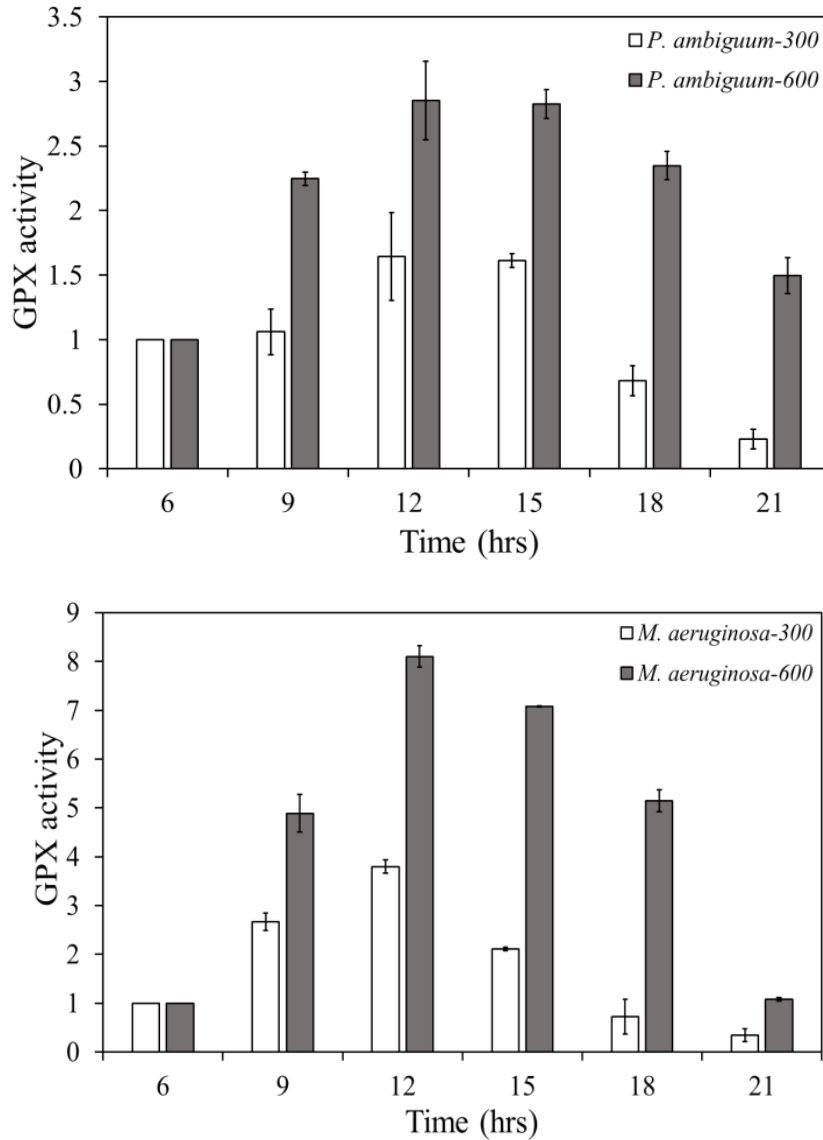 3.5
3
2.5
2
1.5
1
0.5
0
GPX activity
P. ambiguum-300
P. ambiguum-600
6 9 12 15 18 21
Time (hrs)
9
8
7
6
5
4
3
2
1
0
GPX activity
M. aeruginosa-300
M. aeruginosa-600
6 9 12 15 18 21
Time (hrs)